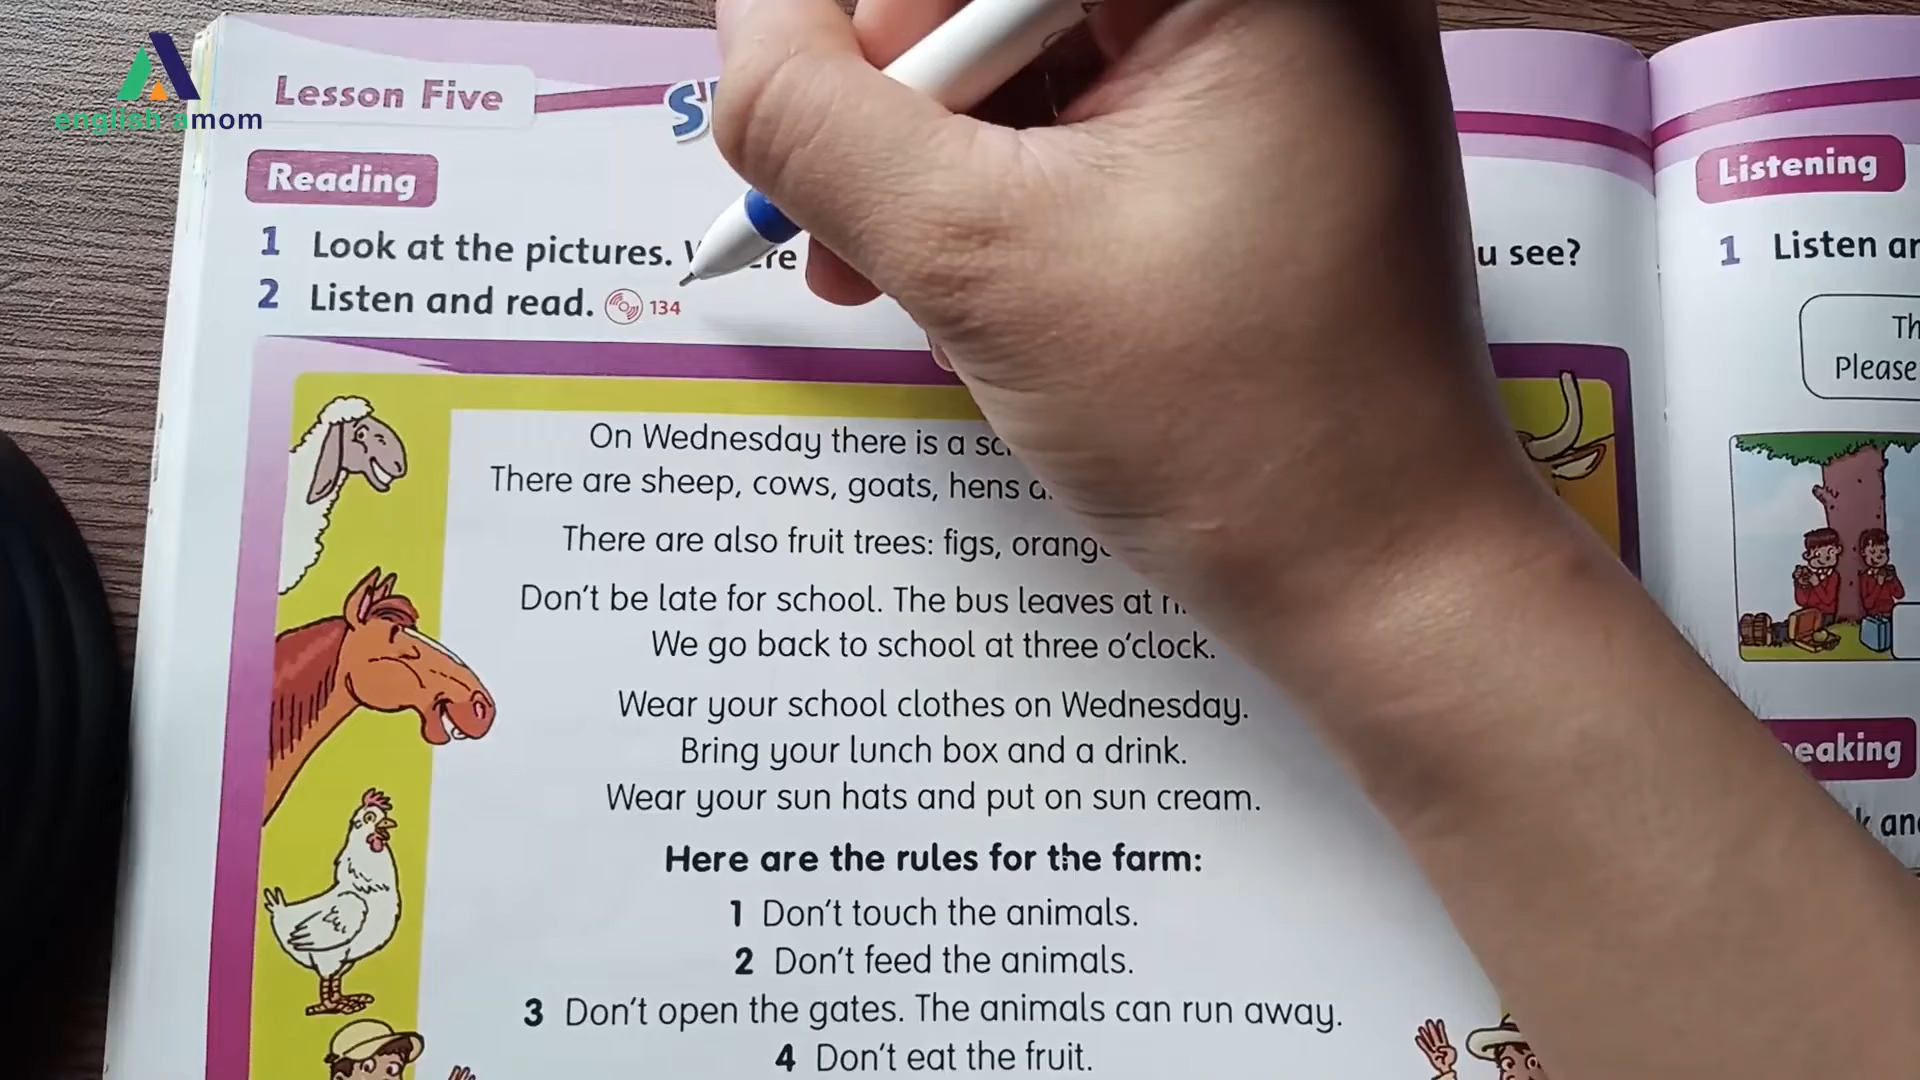 english amom
Lesson Five
Reading
1 Look at the pictures.
u see?
2 Listen and read. 134
On Wednesday there is a
There are sheep, cows, goats, hens
There are also fruit trees: figs,
Don't be late for school. The bus leaves at
We go back to school at three o'clock.
Wear your school clothes on Wednesday.
Bring your lunch box and a drink.
Wear your sun hats and put on sun cream.
Here are the rules for the farm:
1 Don't touch the animals.
2 Don't feed the animals.
3 Don't open the gates. The animals can run away.
4 Don't eat the fruit.
Listening
1 Listen
Th
Please
eaking